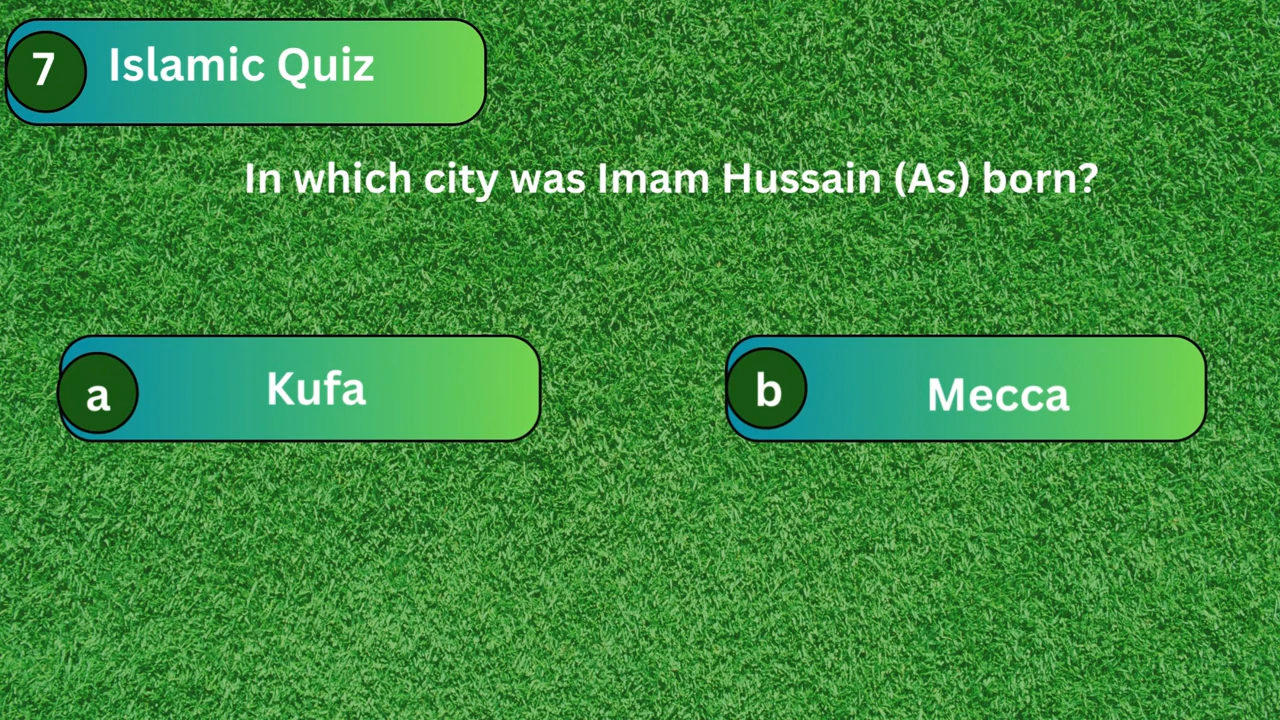 7 Islamic Quiz
In which city was Imam Hussain (As) born?
a Kufa
b Mecca